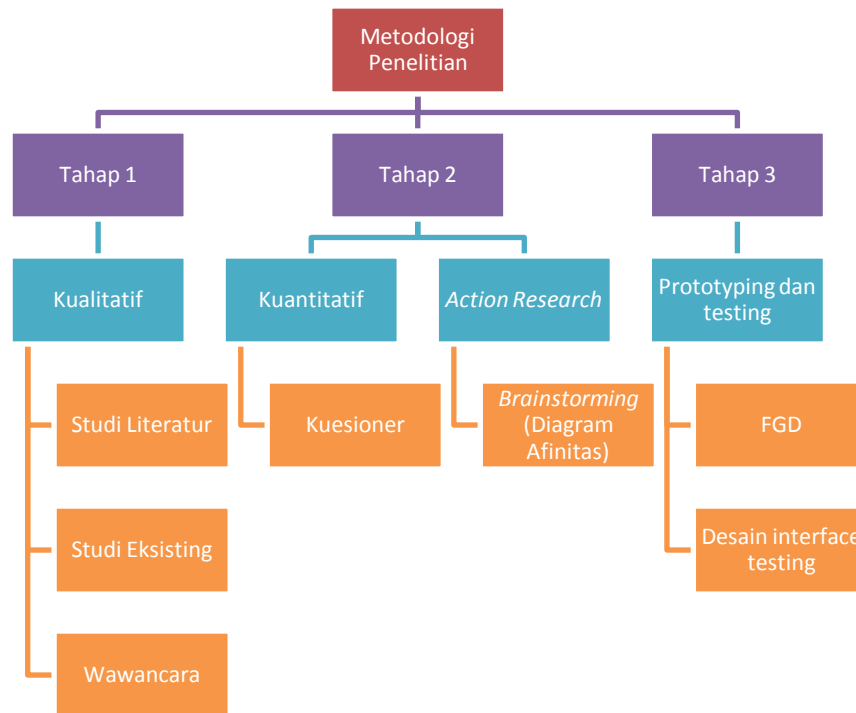 Metodologi
Penelitian
Tahap 1
Tahap 2
Tahap 3
Kualitatif
Kuantitatif
Action Research
Prototyping dan
testing
Studi Literatur
Kuesioner
Brainstorming
(Diagram
Afinitas)
FGD
Studi Eksisting
Desain interface
testing
Wawancara